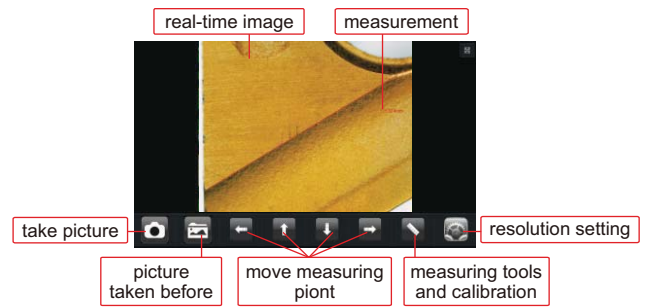 real-time image
measurement
take picture
resolution setting
picture
taken before
move measuring
piont
measuring tools
and calibration